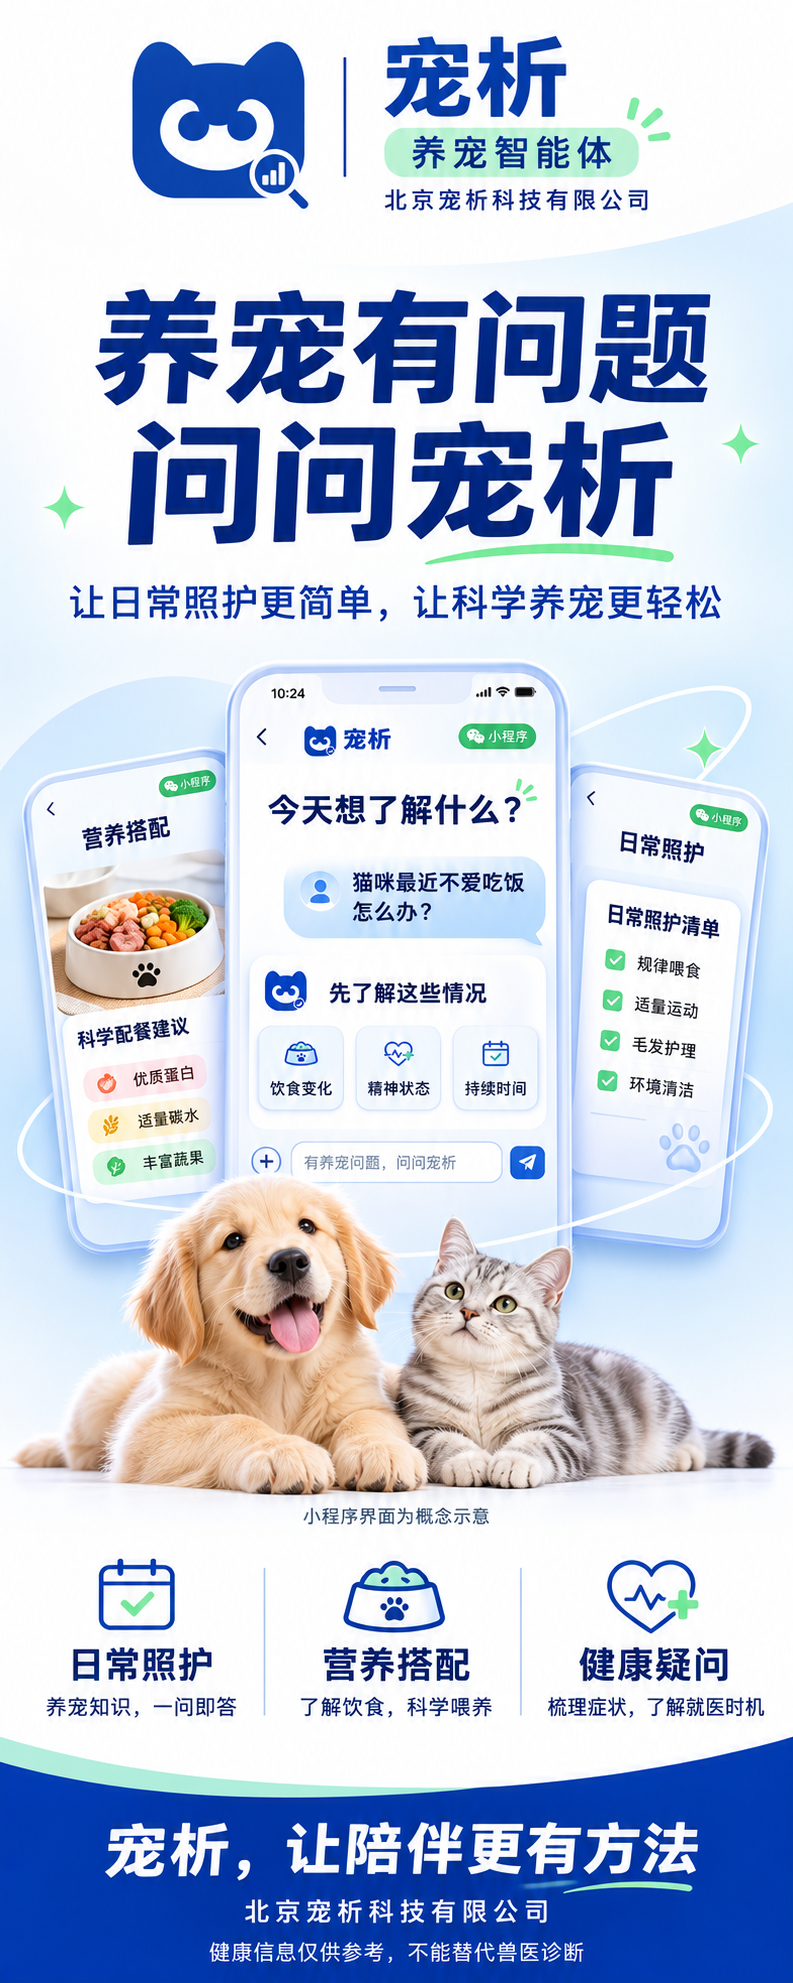 宠析
养宠智能体
北京宠析科技有限公司
养宠有问题
问问宠析
让日常照护更简单，让科学养宠更轻松
10:24
宠析
小程序
今天想了解什么？
猫咪最近不爱吃饭
怎么办？
先了解这些情况
饮食变化
精神状态
持续时间
有养宠问题，问问宠析
小程序
营养搭配
科学配餐建议
优质蛋白
适量碳水
丰富蔬果
小程序
日常照护
日常照护清单
规律喂食
适量运动
毛发护理
环境清洁
小程序界面为概念示意
日常照护
养宠知识，一问即答
营养搭配
了解饮食，科学喂养
健康疑问
梳理症状，了解就医时机
宠析，让陪伴更有方法
北京宠析科技有限公司
健康信息仅供参考，不能替代兽医诊断